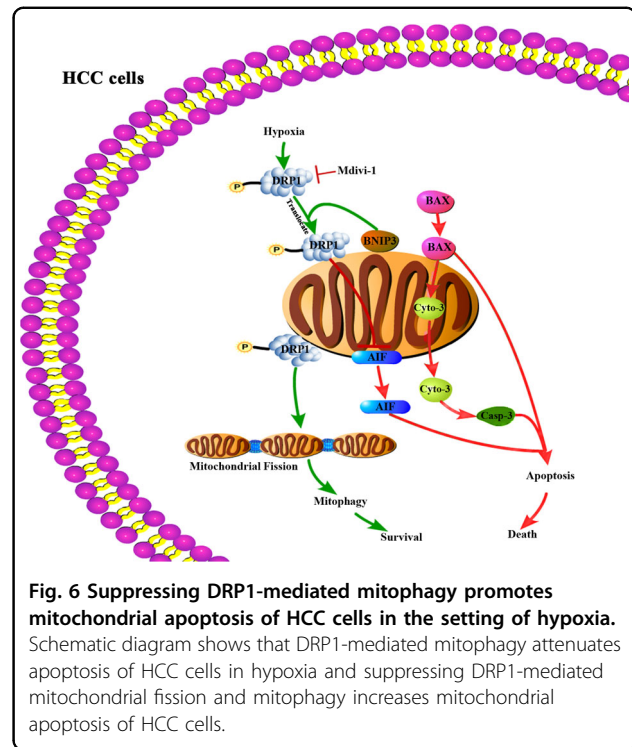 HCC cells
Hypoxia
Mdivi-1
P
DRP1
Translocate
BAX
P
DRP1
BNIP3
BAX
Cyto-3
P
DRP1
AIF
Cyto-3
AIF
Casp-3
Mitochondrial Fission
Apoptosis
Mitophagy
Survival
Death
Fig. 6 Suppressing DRP1-mediated mitophagy promotes
mitochondrial apoptosis of HCC cells in the setting of hypoxia.
Schematic diagram shows that DRP1-mediated mitophagy attenuates
apoptosis of HCC cells in hypoxia and suppressing DRP1-mediated
mitochondrial fission and mitophagy increases mitochondrial
apoptosis of HCC cells.